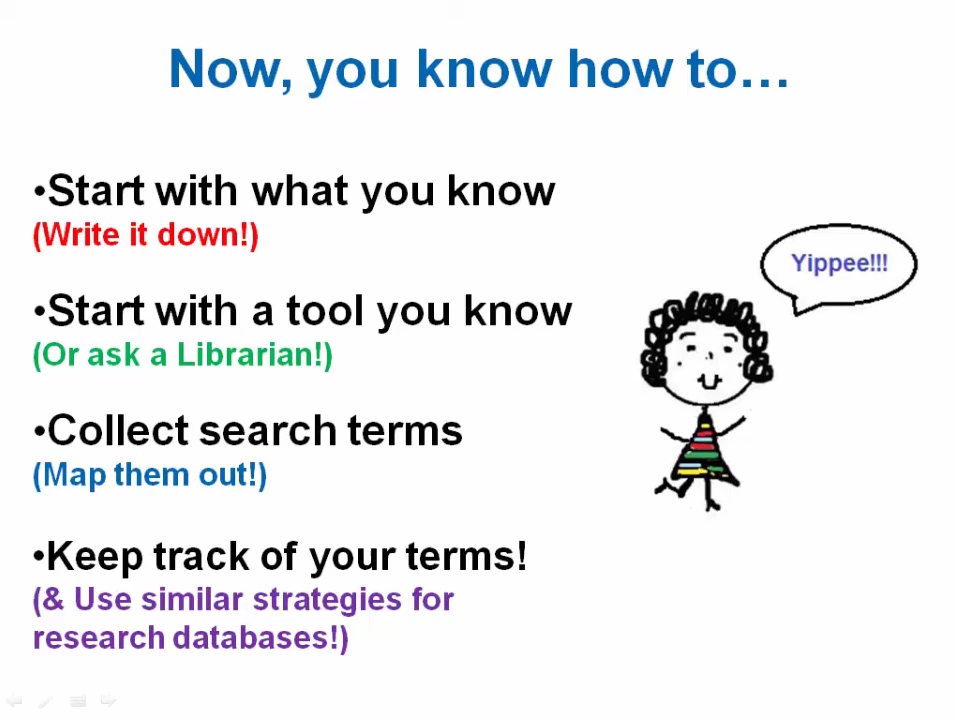 Now, you know how to…
•Start with what you know
(Write it down!)
•Start with a tool you know
(Or ask a Librarian!)
•Collect search terms
(Map them out!)
•Keep track of your terms!
(& Use similar strategies for
research databases!)
Yippee!!!